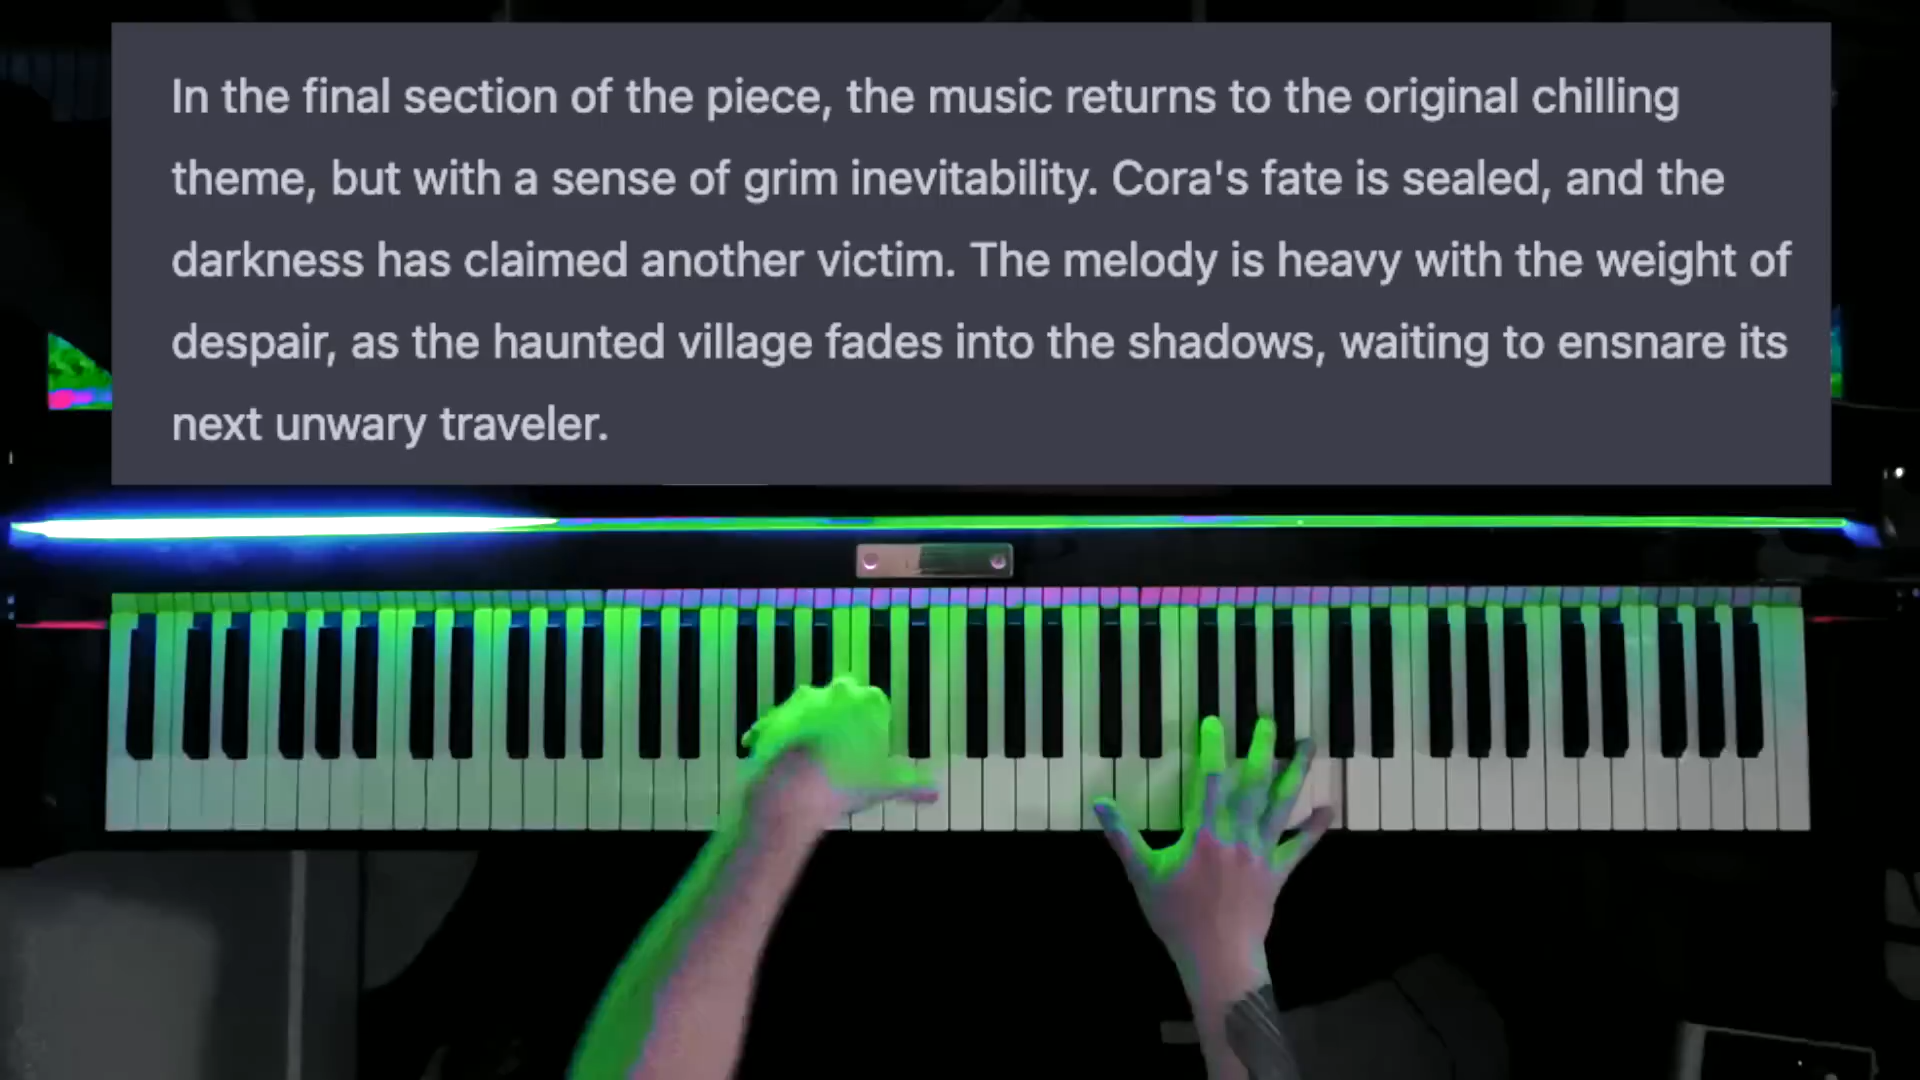 In the final section of the piece, the music returns to the original chilling
theme, but with a sense of grim inevitability. Cora's fate is sealed, and the
darkness has claimed another victim. The melody is heavy with the weight of
despair, as the haunted village fades into the shadows, waiting to ensnare its
next unwary traveler.